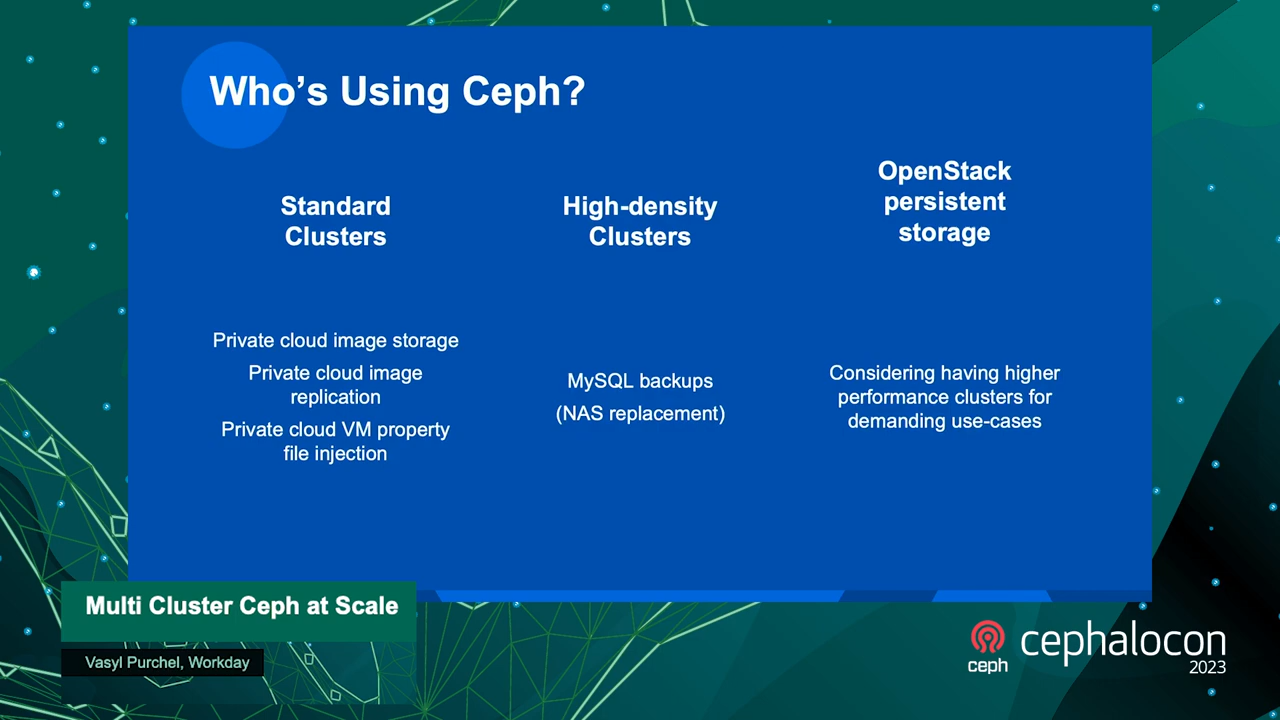 Who's Using Ceph?
Standard
Clusters
Private cloud image storage
Private cloud image
replication
Private cloud VM property
file injection
High-density
Clusters
MySQL backups
(NAS replacement)
OpenStack
persistent
storage
Considering having higher
performance clusters for
demanding use-cases
Multi Cluster Ceph at Scale
Vasyl Purchel, Workday
ceph
cephalocon
2023